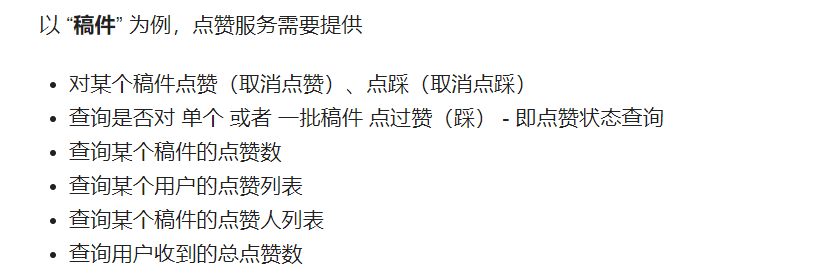 以 “稿件” 为例，点赞服务需要提供
• 对某个稿件点赞（取消点赞）、点踩（取消点踩）
• 查询是否对 单个 或者 一批稿件 点过赞（踩） - 即点赞状态查询
• 查询某个稿件的点赞数
• 查询某个用户的点赞列表
• 查询某个稿件的点赞人列表
• 查询用户收到的总点赞数